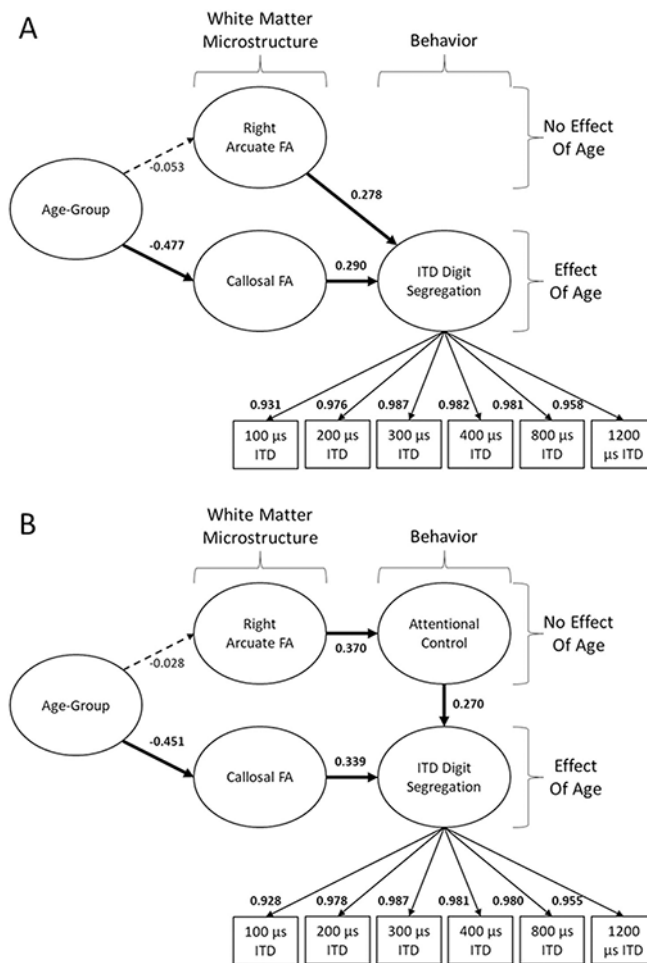 A
White Matter
Microstructure
Behavior
Right
Arcuate FA
No Effect
Of Age
-0.053
0.278
Age-Group
-0.477
Callosal FA
0.290
ITD Digit
Segregation
Effect
Of Age
0.931
0.976
0.987
0.982
0.981
0.958
100 µs
ITD
200 µs
ITD
300 µs
ITD
400 µs
ITD
800 µs
ITD
1200
µs ITD
B
White Matter
Microstructure
Behavior
Right
Arcuate FA
0.370
Attentional
Control
No Effect
Of Age
-0.028
0.270
Age-Group
-0.451
Callosal FA
0.339
ITD Digit
Segregation
Effect
Of Age
0.928
0.978
0.987
0.981
0.980
0.955
100 µs
ITD
200 µs
ITD
300 µs
ITD
400 µs
ITD
800 µs
ITD
1200
µs ITD